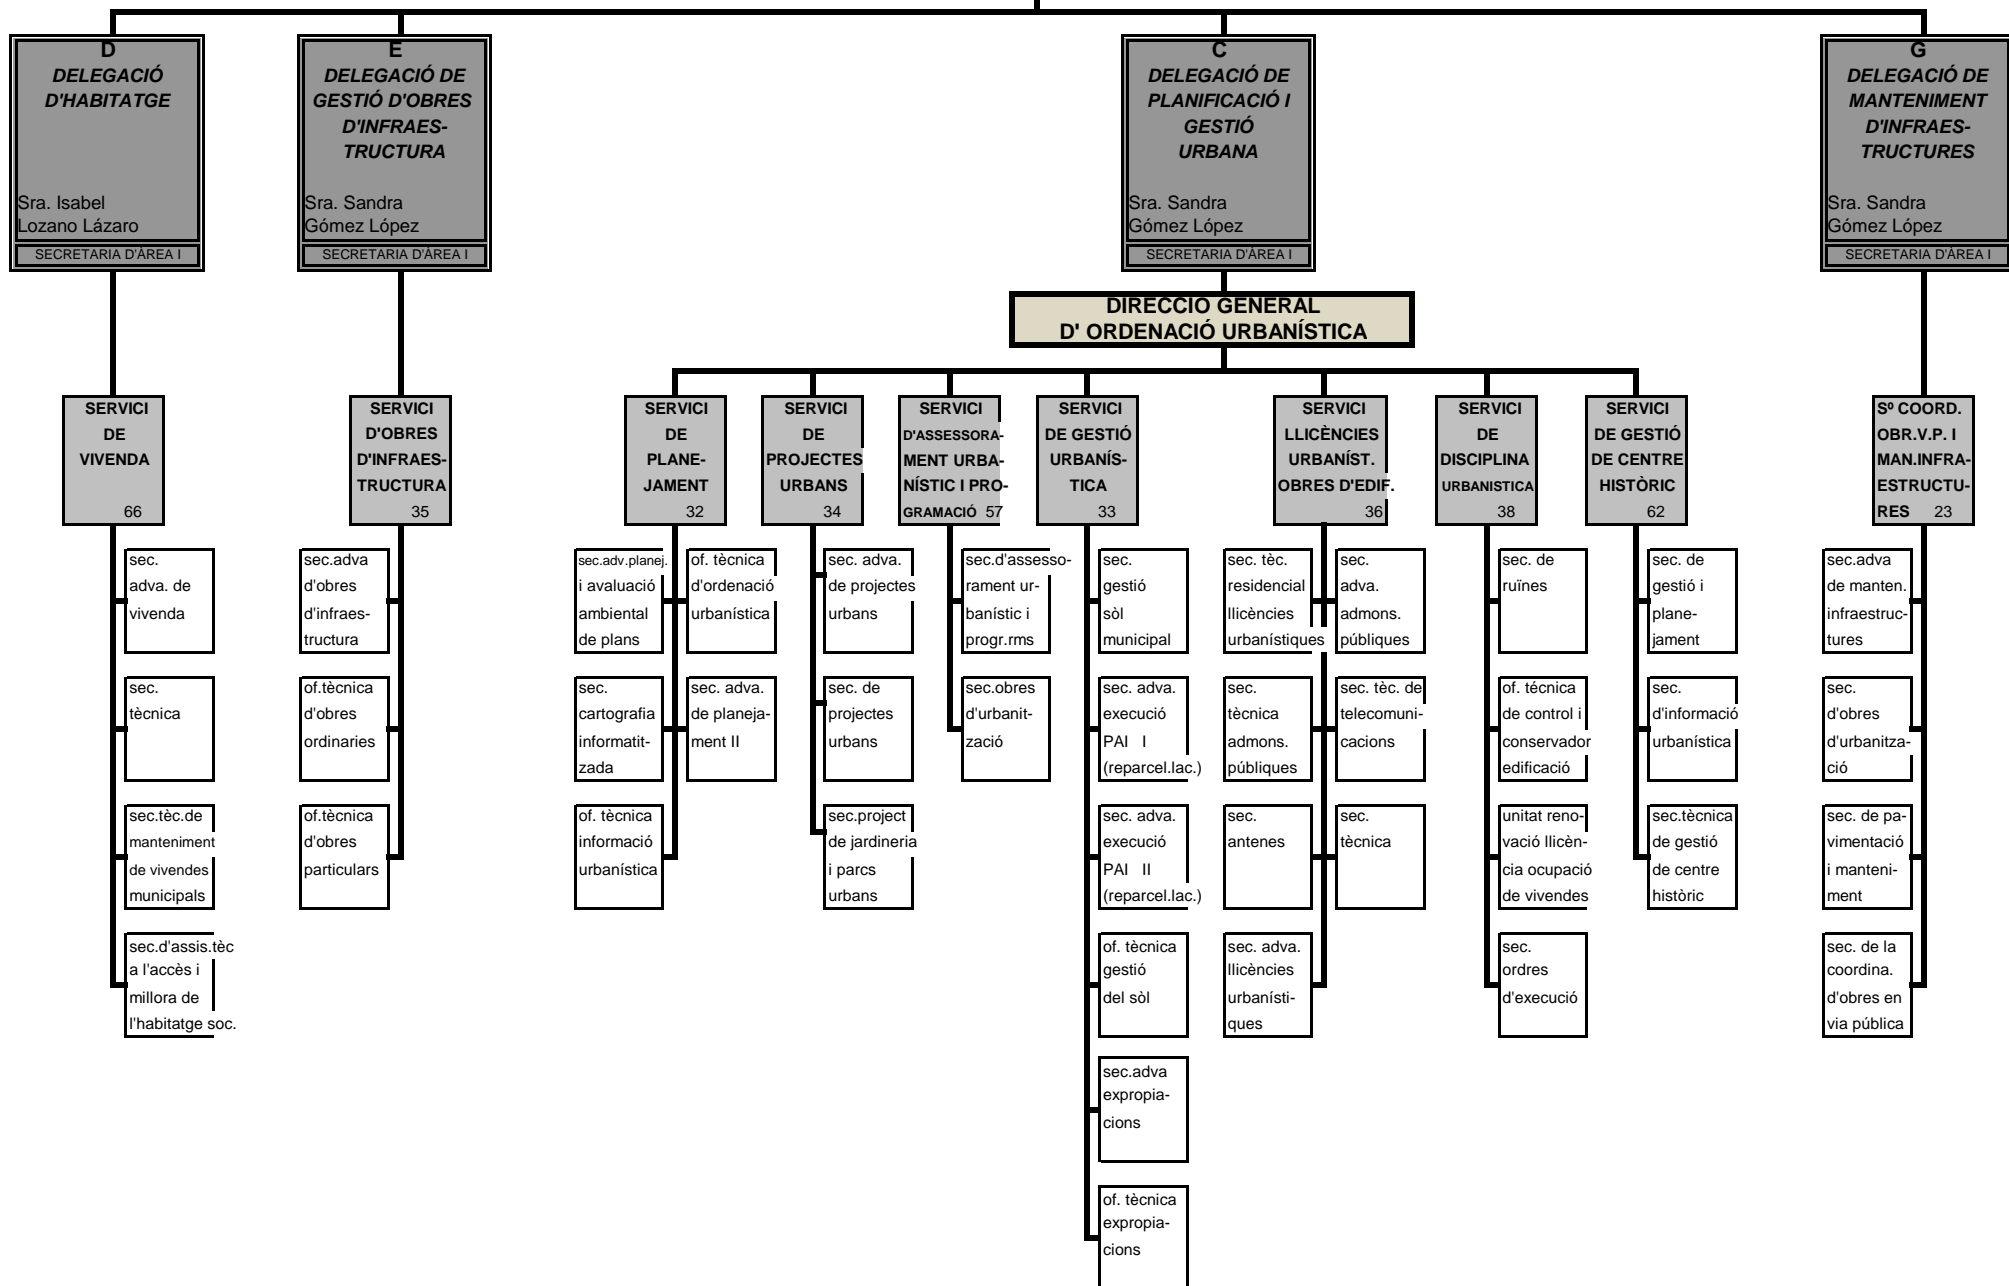 D
DELEGACIÓ
D'HABITATGE
Sra. Isabel
Lozano Lázaro
SECRETARIA D'ÀREA I
E
DELEGACIÓ DE
GESTIÓ D'OBRES
D'INFRAES-
TRUCTURA
Sra. Sandra
Gómez López
SECRETARIA D'ÀREA I
C
DELEGACIÓ DE
PLANIFICACIÓ I
GESTIÓ
URBANA
Sra. Sandra
Gómez López
SECRETARIA D'ÀREA I
G
DELEGACIÓ DE
MANTENIMENT
D'INFRAES-
TRUCTURES
Sra. Sandra
Gómez López
SECRETARIA D'ÀREA I
DIRECCIÓ GENERAL
D' ORDENACIÓ URBANÍSTICA
SERVICI
DE
VIVENDA
66
SERVICI
D'OBRES
D'INFRAES-
TRUCTURA
35
SERVICI
DE
PLANE-
JAMENT
32
SERVICI
DE
PROJECTES
URBANS
34
SERVICI
D'ASSESSORA-
MENT URBA-
NÍSTIC I PRO-
GRAMACIÓ 57
SERVICI
DE GESTIÓ
URBANÍS-
TICA
33
SERVICI
LLICÈNCIES
URBANÍST.
OBRES D'EDIF.
36
SERVICI
DE
DISCIPLINA
URBANISTICA
38
SERVICI
DE GESTIÓ
DE CENTRE
HISTÒRIC
62
Sº COORD.
OBR.V.P. I
MAN.INFRA-
ESTRUCTU-
RES 23
sec.
adva. de
vivenda
sec.
tècnica
sec.tèc.de
manteniment
de vivendes
municipals
sec.d'assis.tèc
a l'accès i
millora de
l'habitatge soc.
sec.adva
d'obres
d'infraes-
tructura
of.tècnica
d'obres
ordinaries
of.tècnica
d'obres
particulars
sec.adv.planej.
i avaluació
ambiental
de plans
of. tècnica
d'ordenació
urbanística
sec.
cartografia
informatit-
zada
sec. adva.
de planeja-
ment II
of. tècnica
informació
urbanística
sec. adva.
de projectes
urbans
sec. de
projectes
urbans
sec.project
de jardineria
i parcs
urbans
sec.d'assesso-
rament ur-
banístic i
progr.rms
sec.obres
d'urbanit-
zació
sec.
gestió
sòl
municipal
sec. adva.
execució
PAI I
(reparcel.lac.)
sec. adva.
execució
PAI II
(reparcel.lac.)
of. tècnica
gestió
del sòl
sec.adva
expropia-
cions
of. tècnica
expropia-
cions
sec. tèc.
residencial
llicències
urbanístiques
sec.
adva.
admons.
públiques
sec.
tècnica
admons.
públiques
sec. tèc. de
telecomuni-
cacions
sec.
antenes
sec.
tècnica
sec. adva.
llicències
urbanísti-
ques
sec. de
ruïnes
of. técnica
de control i
conservador
edificació
unitat reno-
vació llicèn-
cia ocupació
de vivendes
sec.
ordres
d'execució
sec. de
gestió i
plane-
jament
sec.
d'informació
urbanística
sec.tècnica
de gestió
de centre
històric
sec.adva
de manten.
infraestruc-
tures
sec.
d'obres
d'urbanitza-
ció
sec. de pa-
vimentació
i manteni-
ment
sec. de la
coordina.
d'obres en
via pública